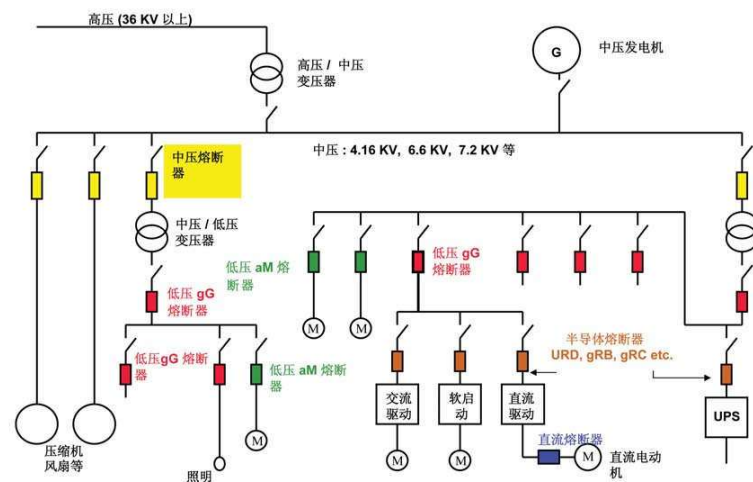 高压 (36 KV 以上)
G
中压发电机
高压 / 中压
变压器
中压 : 4.16 KV, 6.6 KV, 7.2 KV 等
中压熔断
器
中压 / 低压
变压器
低压 aM 熔
断器
低压 gG
熔断器
低压 gG
熔断器
M
M
低压gG 熔断
器
低压 aM 熔断
器
半导体熔断器
URD, gRB, gRC etc.
交流
驱动
软启
动
直流
驱动
UPS
压缩机
风扇等
M
照明
M
M
直流熔断器
M
直流电动
机